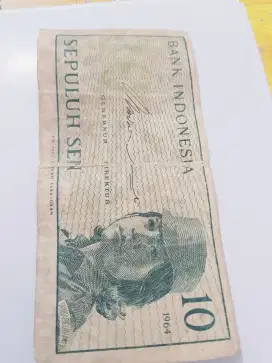 BANK INDONESIA
SEPULUH SEN
GUBERNUR DIREKTUR
10
1964